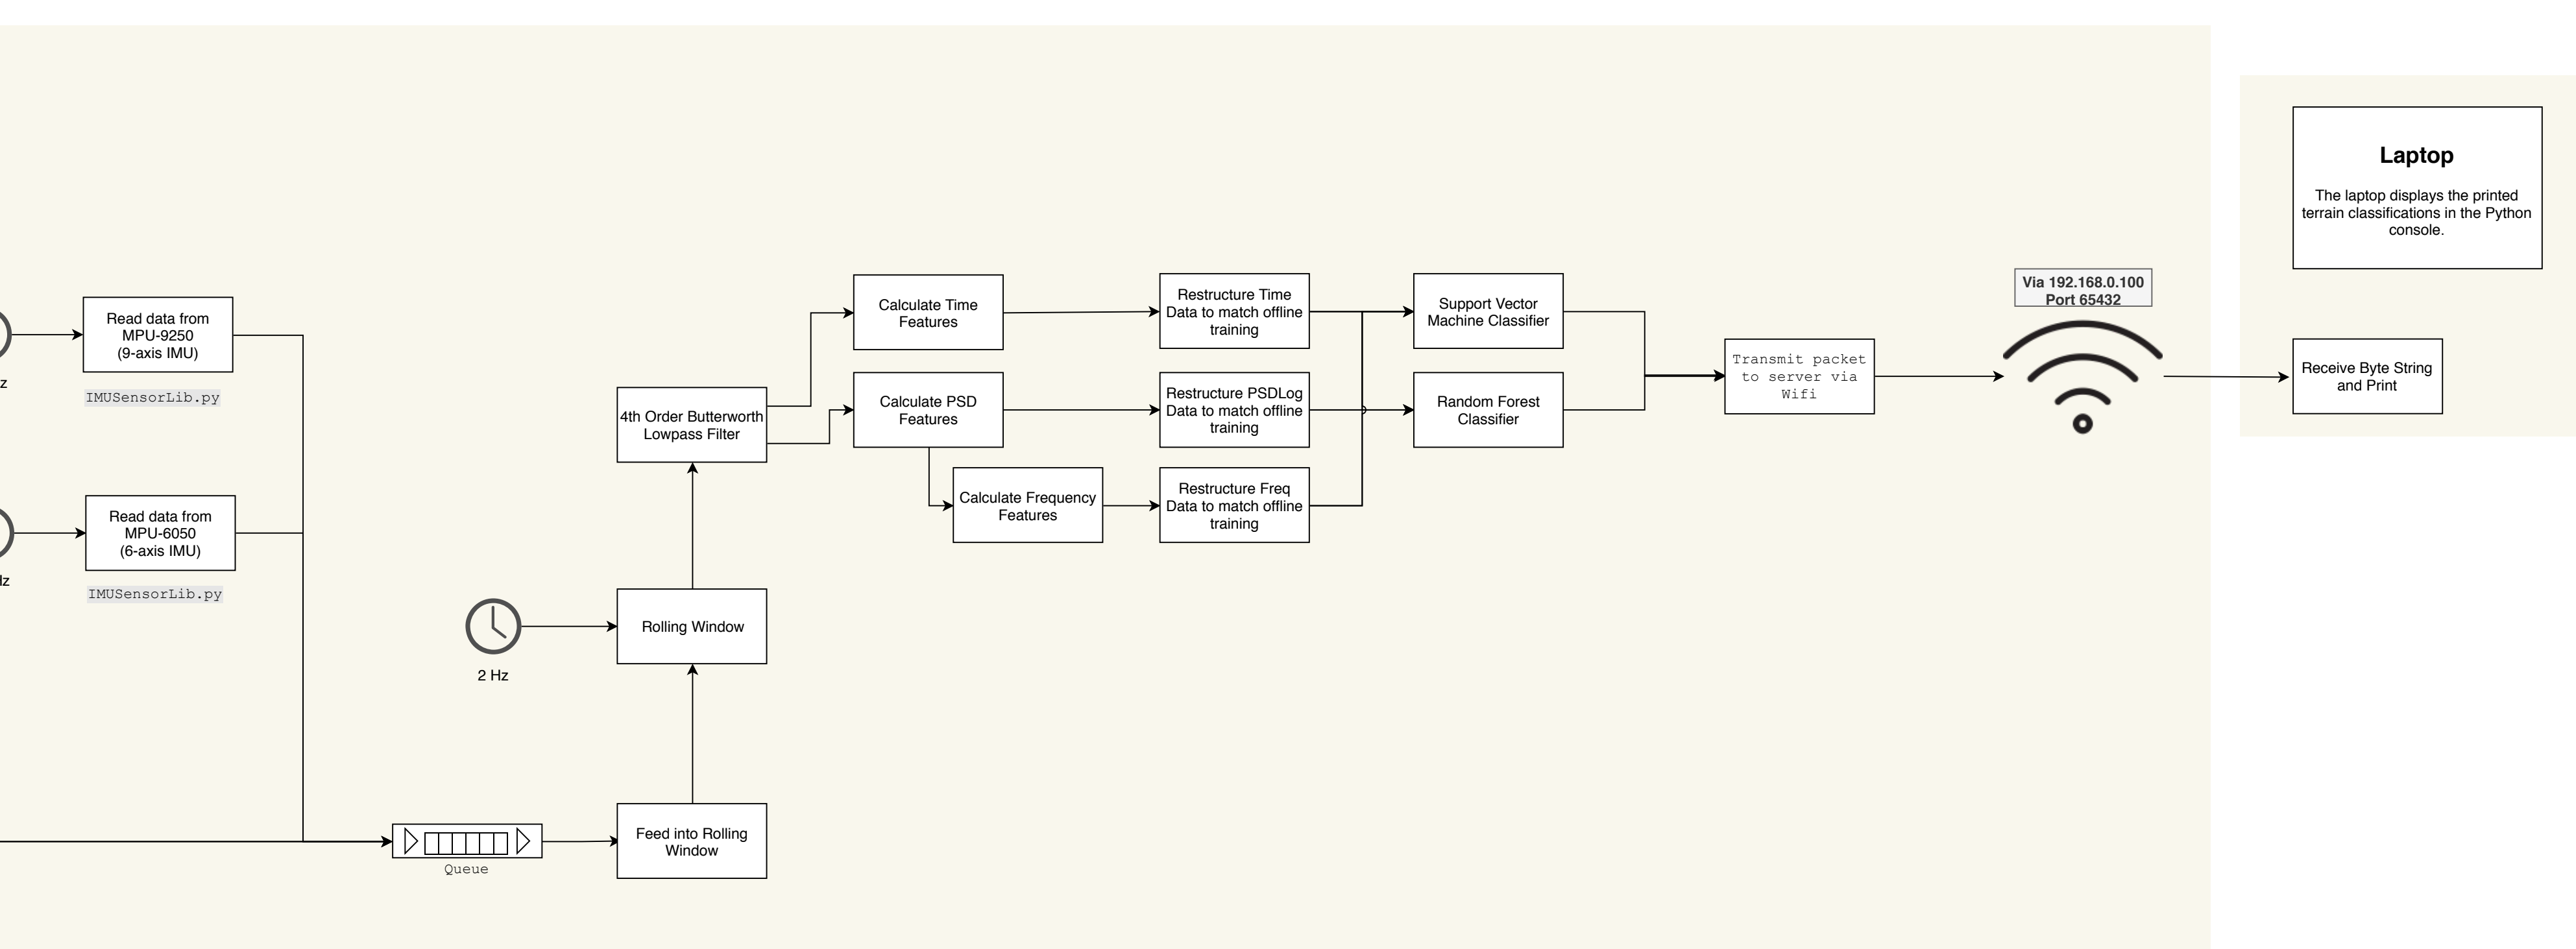 Read data from
MPU-9250
(9-axis IMU)
z
IMUSensorLib.py
Read data from
MPU-6050
(6-axis IMU)
IMUSensorLib.py
2 Hz
Queue
Feed into Rolling
Window
Rolling Window
4th Order Butterworth
Lowpass Filter
Calculate Time
Features
Calculate PSD
Features
Calculate Frequency
Features
Restructure Time
Data to match offline
training
Restructure PSDLog
Data to match offline
training
Restructure Freq
Data to match offline
training
Support Vector
Machine Classifier
Random Forest
Classifier
Transmit packet
to server via
Wifi
Via 192.168.0.100
Port 65432
Laptop
The laptop displays the printed
terrain classifications in the Python
console.
Receive Byte String
and Print